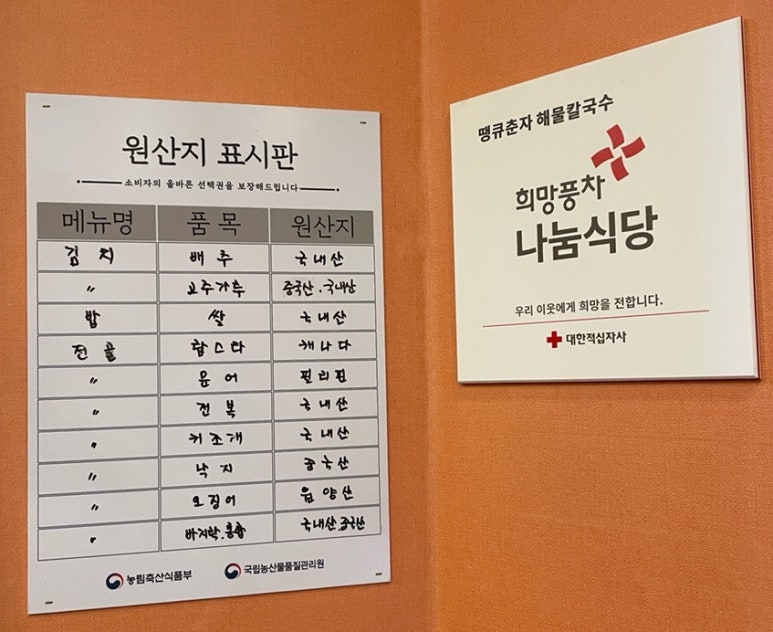 원산지 표시판
소비자의 올바른 선택권을 보장해드립니다
메뉴명 품 목 원산지
김 치 배 추 국내산
〃 고추가루 중국산.국내산
밥 쌀 국내산
전 골 랍스타 캐나다
〃 문 어 필리핀
〃 전 복 국내산
〃 키조개 국내산
〃 낙 지 중국산
〃 오징어 원양산
〃 바지락.홍합 국내산.중국산
농림축산식품부 국립농산물품질관리원
땡큐춘자 해물칼국수
희망풍차
나눔식당
우리 이웃에게 희망을 전합니다.
대한적십자사